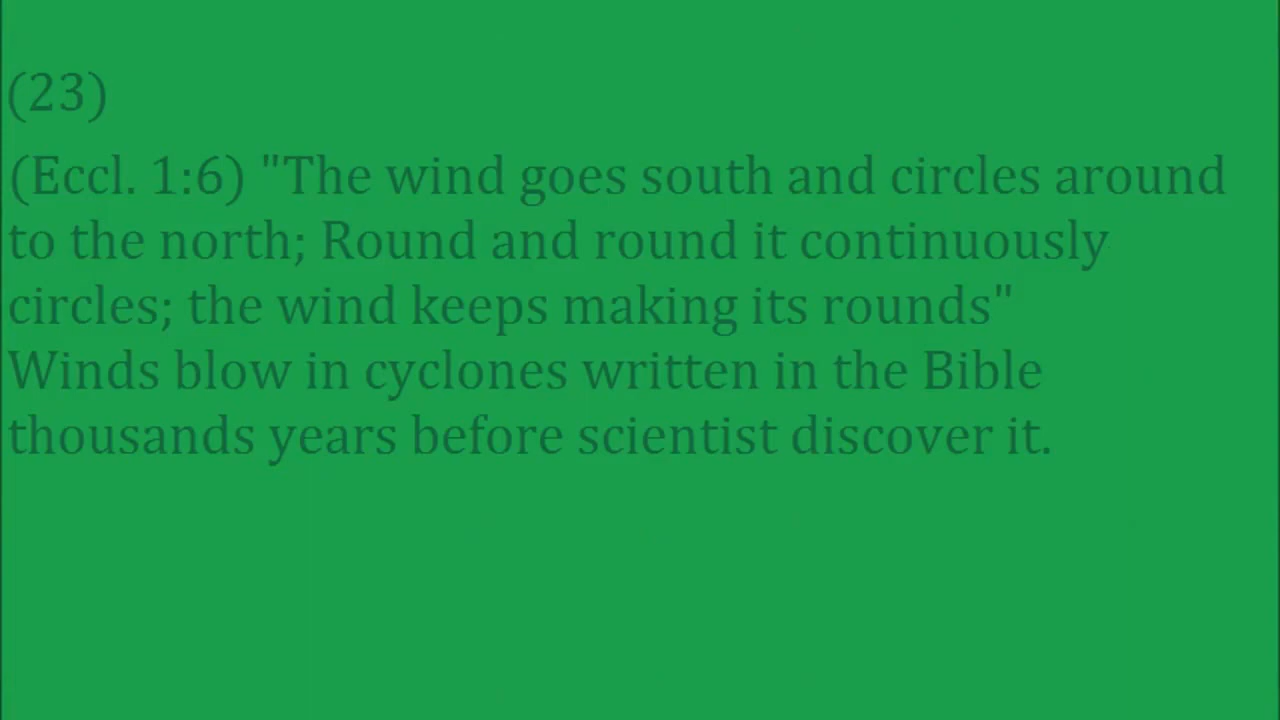 (23)
(Eccl. 1:6) "The wind goes south and circles around
to the north; Round and round it continuously
circles; the wind keeps making its rounds"
Winds blow in cyclones written in the Bible
thousands years before scientist discover it.